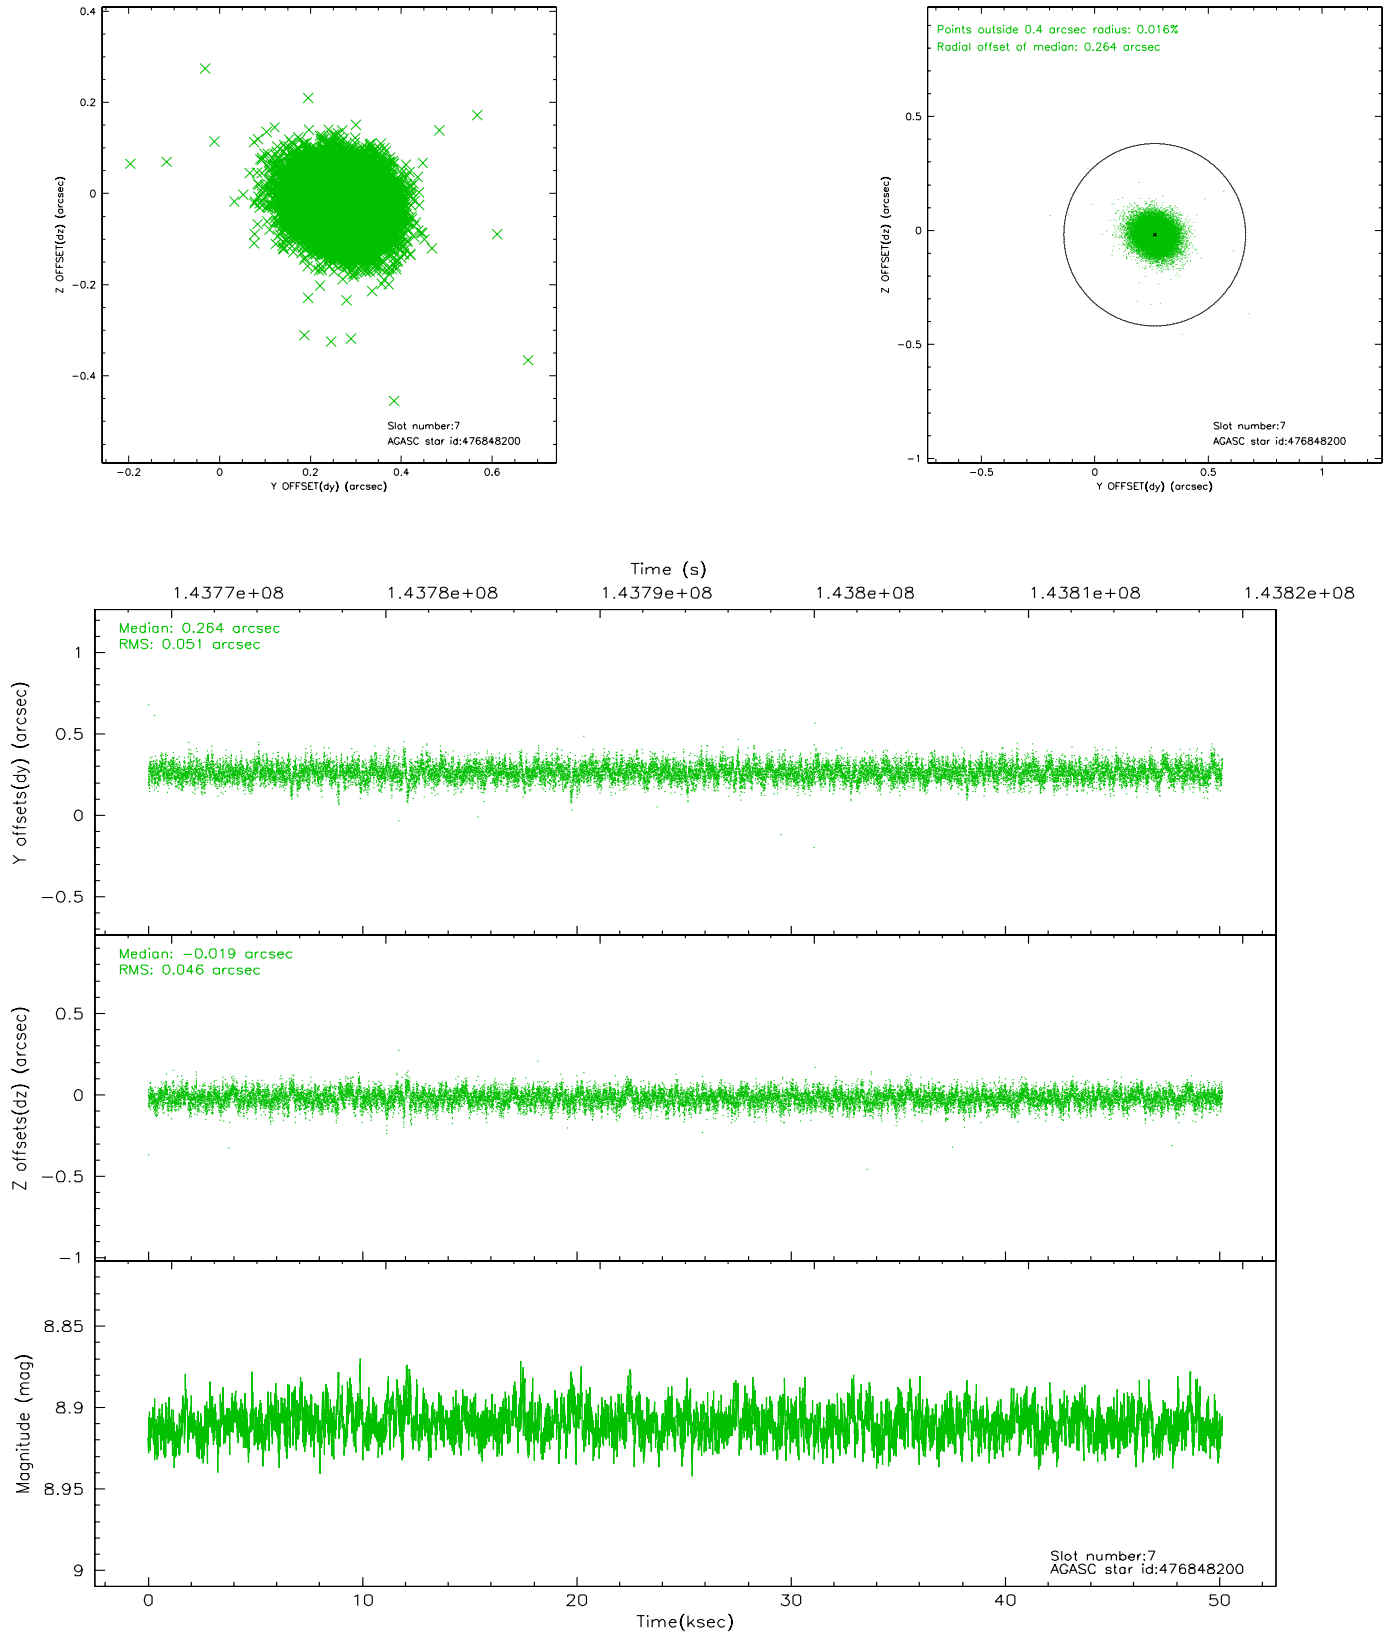 0.4
0.2
0
−0.2
−0.4
Z OFFSET(dz) (arcsec)
Slot number:7
AGASC star id:476848200
−0.2 0 0.2 0.4 0.6
Y OFFSET(dy) (arcsec)
Points outside 0.4 arcsec radius: 0.016%
Radial offset of median: 0.264 arcsec
0.5
0
−0.5
−1
Z OFFSET(dz) (arcsec)
Slot number:7
AGASC star id:476848200
−0.5 0 0.5 1
Y OFFSET(dy) (arcsec)
Time (s)
1.4377e+08 1.4378e+08 1.4379e+08 1.438e+08 1.4381e+08 1.4382e+08
Median: 0.264 arcsec
RMS: 0.051 arcsec
1
0.5
0
−0.5
Y offsets(dy) (arcsec)
Median: −0.019 arcsec
RMS: 0.046 arcsec
0.5
0
−0.5
−1
Z offsets(dz) (arcsec)
8.85
8.9
8.95
9
Magnitude (mag)
Slot number:7
AGASC star id:476848200
0 10 20 30 40 50
Time(ksec)